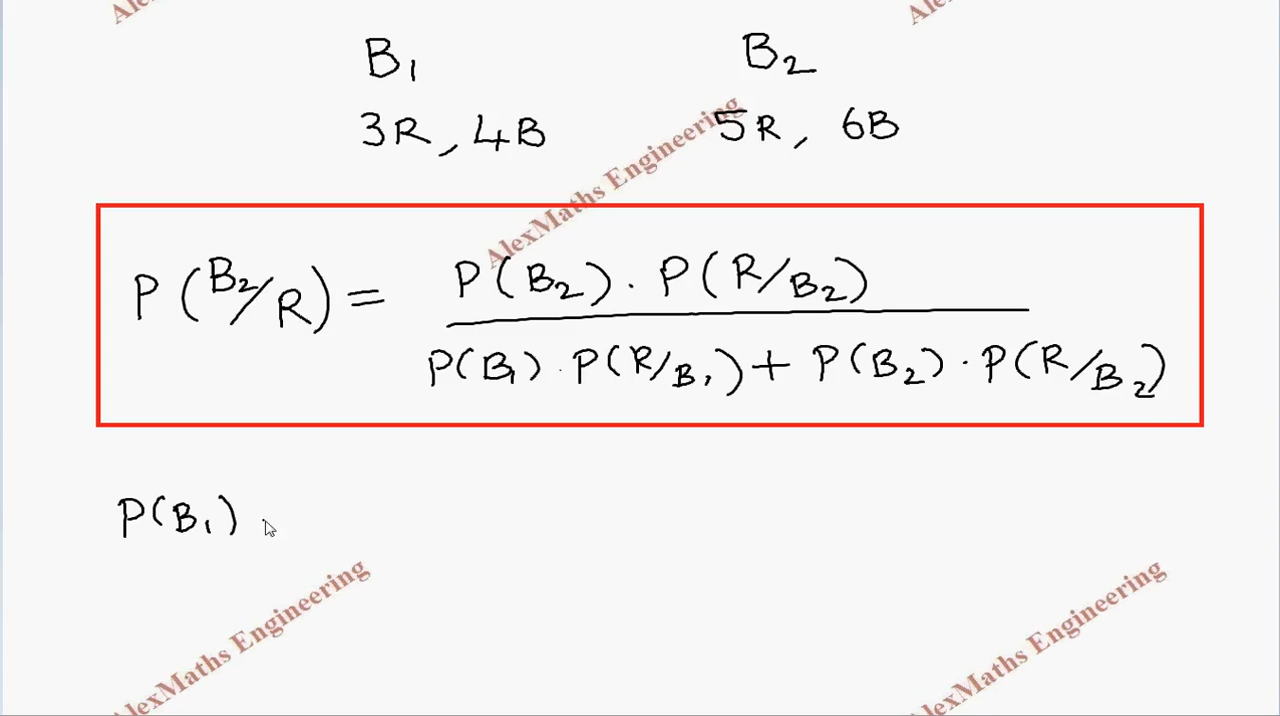 B₁ B₂
3R, 4B 5R, 6B
P(B₂/R) = P(B₂) · P(R/B₂)
P(B₁) · P(R/B₁) + P(B₂) · P(R/B₂)
P(B₁)
AlexMaths Engineering
AlexMaths Engineering
AlexMaths Engineering